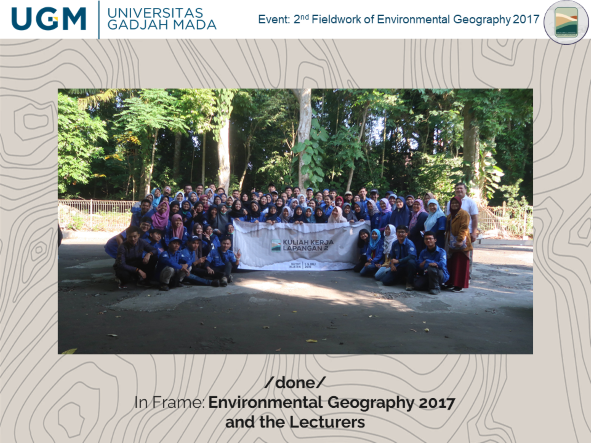 UGM
UNIVERSITAS
GADJAH MADA
Event: 2nd Fieldwork of Environmental Geography 2017
KULIAH KERJA
LAPANGAN 2
/done/
In Frame: Environmental Geography 2017
and the Lecturers